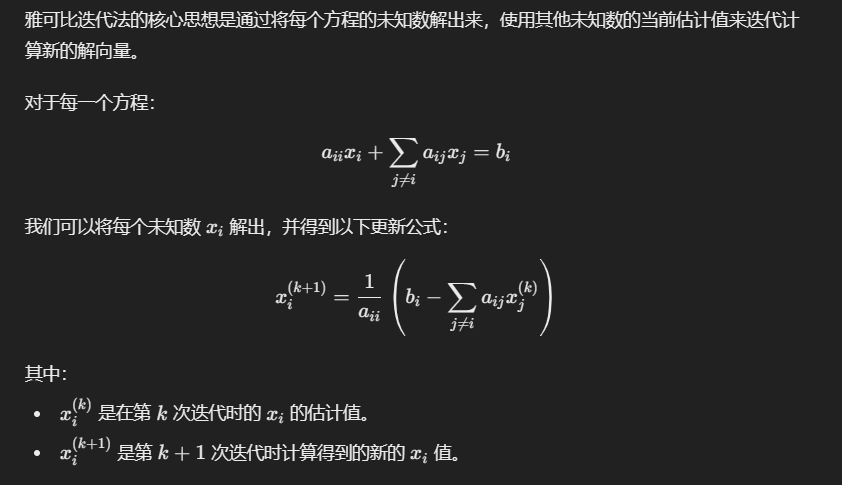 雅可比迭代法的核心思想是通过将每个方程的未知数解出来，使用其他未知数的当前估计值来迭代计
算新的解向量。
对于每一个方程：
$$a_{ii}x_i + \sum_{j \neq i} a_{ij}x_j = b_i$$
我们可以将每个未知数 $x_i$ 解出，并得到以下更新公式：
$$x_i^{(k+1)} = \frac{1}{a_{ii}} \left( b_i - \sum_{j \neq i} a_{ij}x_j^{(k)} \right)$$
其中：
• $x_i^{(k)}$ 是在第 $k$ 次迭代时的 $x_i$ 的估计值。
• $x_i^{(k+1)}$ 是第 $k+1$ 次迭代时计算得到的新的 $x_i$ 值。